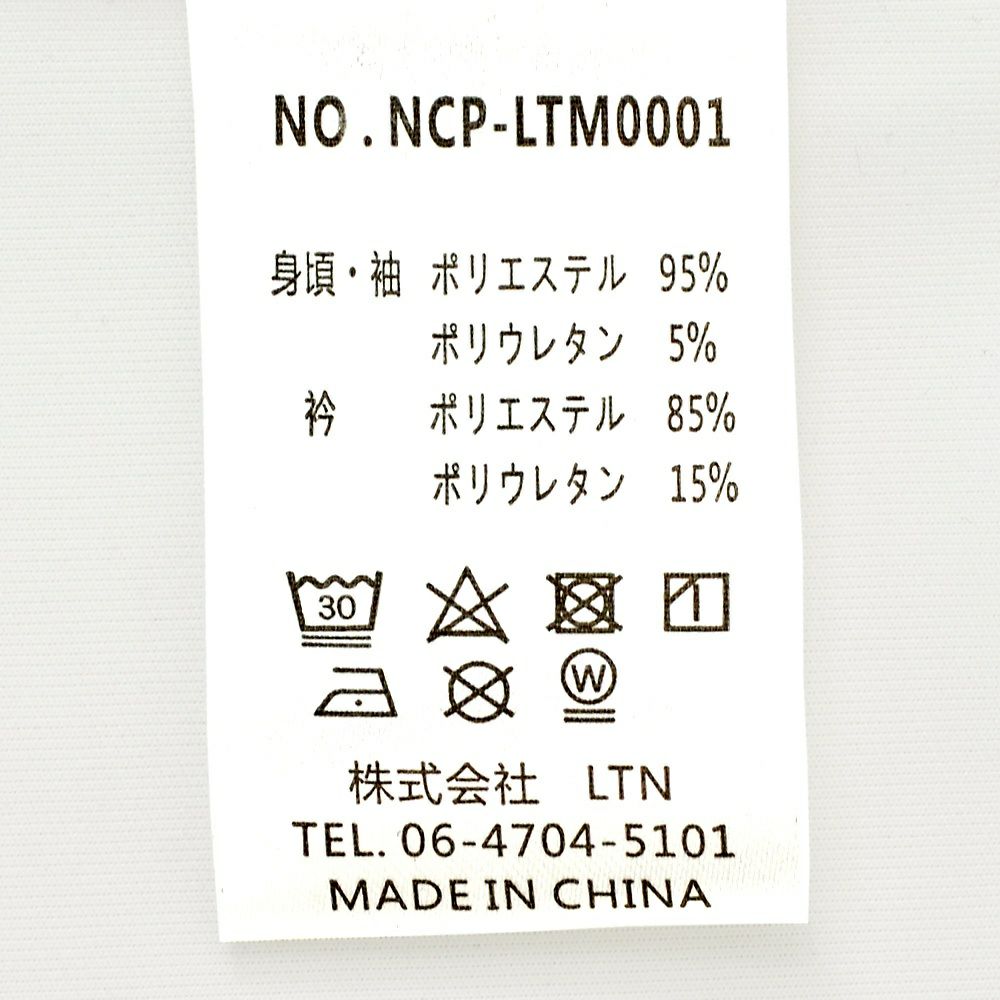 NO.NCP-LTM0001
身頃・袖 ポリエステル 95%
ポリウレタン 5%
衿 ポリエステル 85%
ポリウレタン 15%
30
W
株式会社 LTN
TEL. 06-4704-5101
MADE IN CHINA